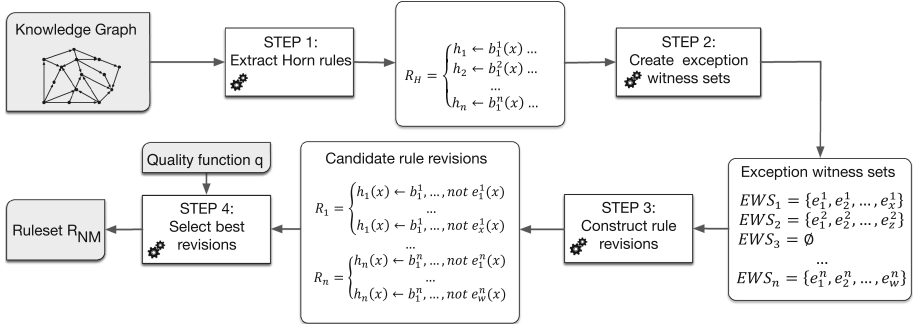 Knowledge Graph
STEP 1:
Extract Horn rules
R_H = { h_1 ← b_1^1(x) ...
h_2 ← b_1^2(x) ...
...
h_n ← b_1^n(x) ...
STEP 2:
Create exception
witness sets
Exception witness sets
EWS_1 = {e_1^1, e_2^1, ..., e_x^1}
EWS_2 = {e_1^2, e_2^2, ..., e_z^2}
EWS_3 = ∅
...
EWS_n = {e_1^n, e_2^n, ..., e_w^n}
STEP 3:
Construct rule
revisions
Candidate rule revisions
R_1 = { h_1(x) ← b_1^1, ..., not e_1^1(x)
...
h_1(x) ← b_1^1, ..., not e_x^1(x)
...
R_n = { h_n(x) ← b_1^n, ..., not e_1^n(x)
...
h_n(x) ← b_1^n, ..., not e_w^n(x)
Quality function q
STEP 4:
Select best
revisions
Ruleset R_NM